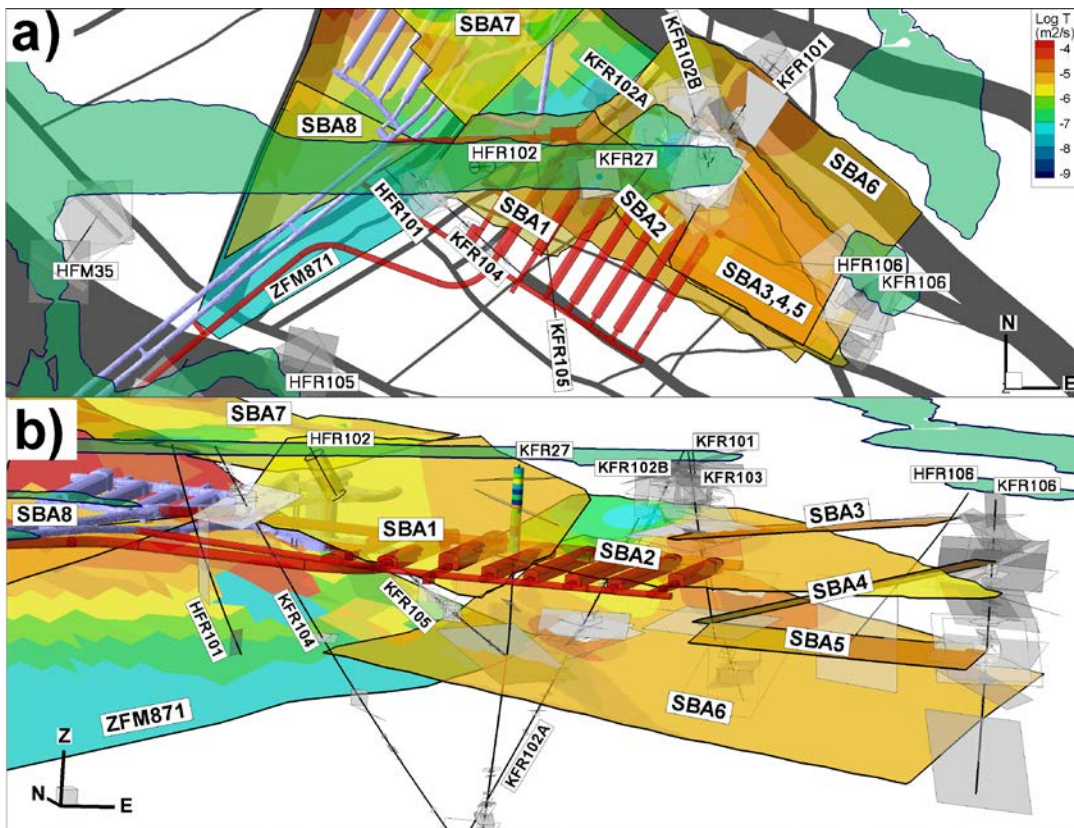 a)
SBA7
KFR102B
KFR101
Log T
(m2/s)
-4
-5
-6
-7
-8
-9
KFR102A
SBA8
HFR102
KFR27
SBA6
HFR101
SBA1
SBA2
KFR104
HFM35
ZFM871
HFR106
KFR106
SBA3,4,5
KFR105
HFR105
N
Z
E
b)
SBA7
HFR102
KFR27
KFR101
KFR102B
KFR103
HFR106
KFR106
SBA8
SBA1
SBA3
SBA2
SBA4
HFR101
KFR104
KFR105
SBA5
SBA6
ZFM871
KFR102A
Z
N
E